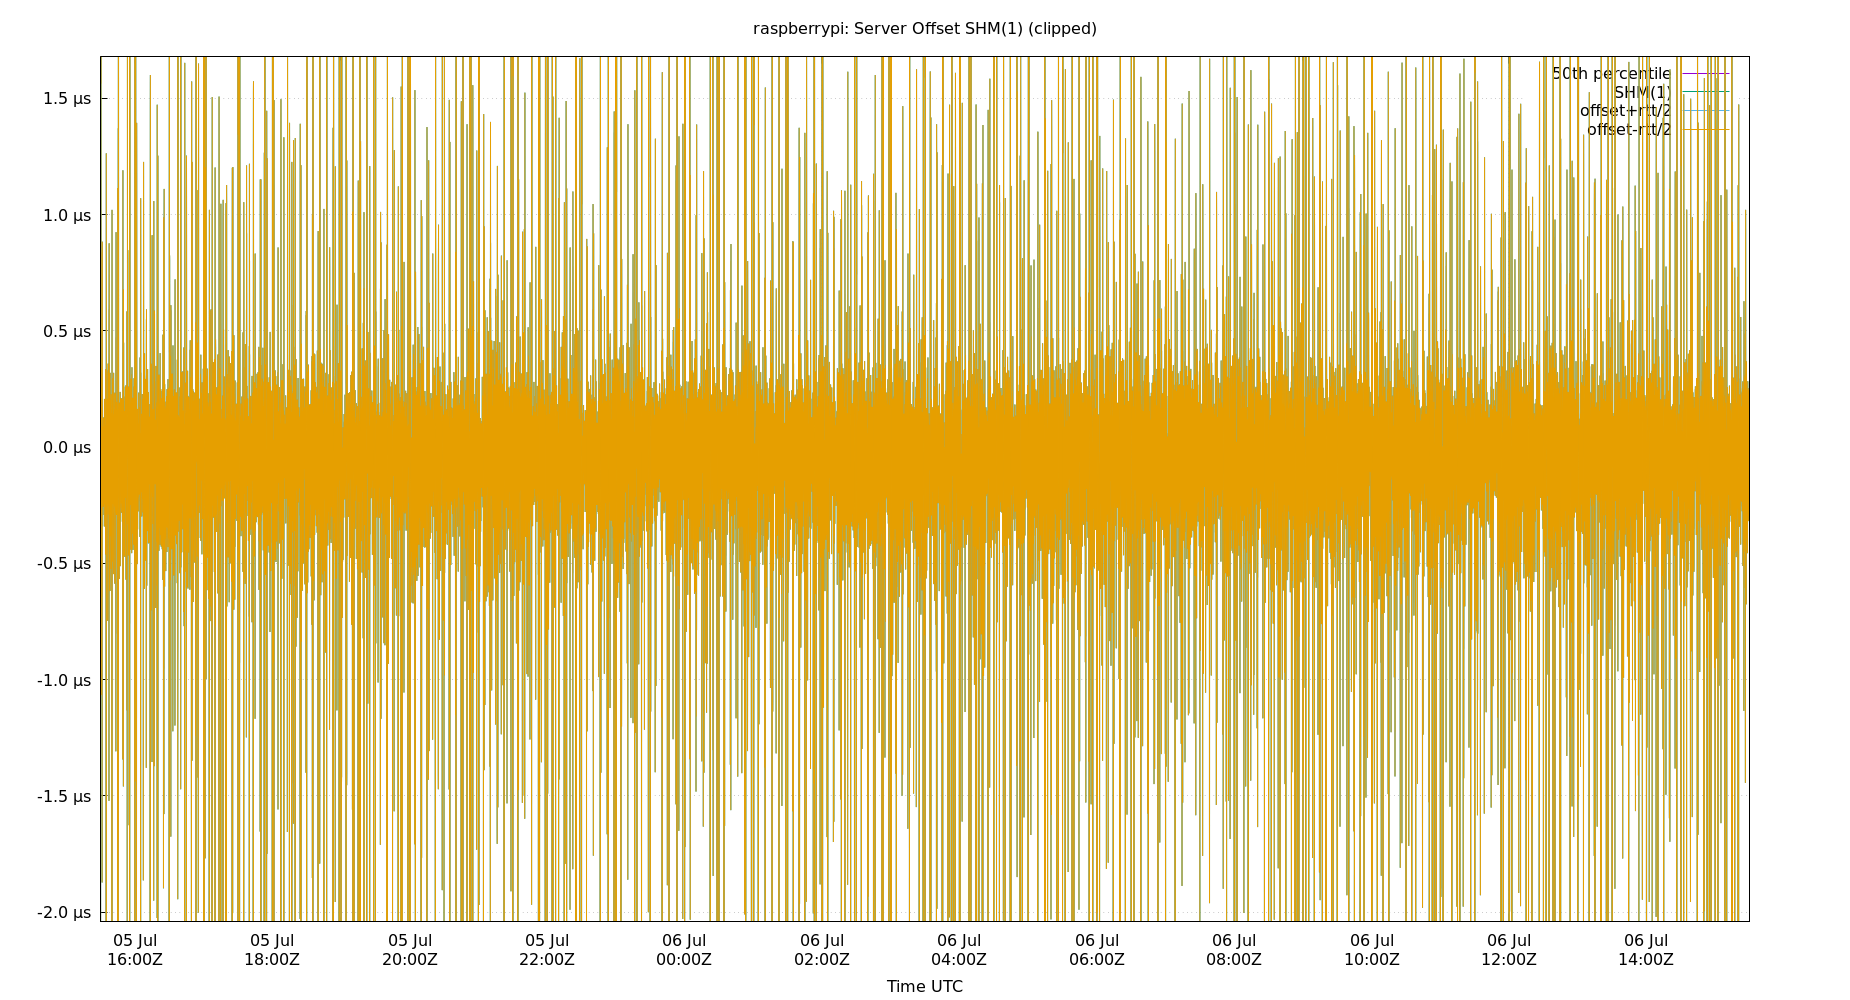 raspberrypi: Server Offset SHM(1) (clipped)
50th percentile
SHM(1)
offset+rtt/2
offset-rtt/2
1.5 µs
1.0 µs
0.5 µs
0.0 µs
-0.5 µs
-1.0 µs
-1.5 µs
-2.0 µs
05 Jul 05 Jul 05 Jul 05 Jul 06 Jul 06 Jul 06 Jul 06 Jul 06 Jul 06 Jul 06 Jul 06 Jul
16:00Z 18:00Z 20:00Z 22:00Z 00:00Z 02:00Z 04:00Z 06:00Z 08:00Z 10:00Z 12:00Z 14:00Z
Time UTC